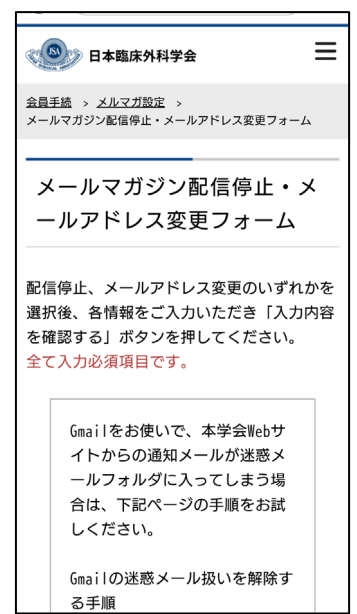 JSA
日本臨床外科学会
会員手続 > メルマガ設定 >
メールマガジン配信停止・メールアドレス変更フォーム
メールマガジン配信停止・メ
ールアドレス変更フォーム
配信停止、メールアドレス変更のいずれかを
選択後、各情報をご入力いただき「入力内容
を確認する」ボタンを押してください。
全て入力必須項目です。
Gmailをお使いで、本学会Webサ
イトからの通知メールが迷惑メ
ールフォルダに入ってしまう場
合は、下記ページの手順をお試
しください。
Gmailの迷惑メール扱いを解除す
る手順